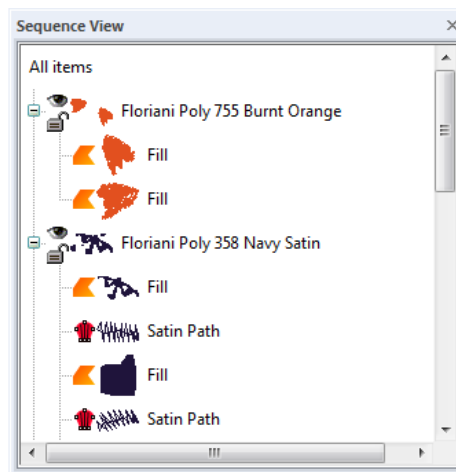 Sequence View
All items
Floriani Poly 755 Burnt Orange
Fill
Fill
Floriani Poly 358 Navy Satin
Fill
Satin Path
Fill
Satin Path